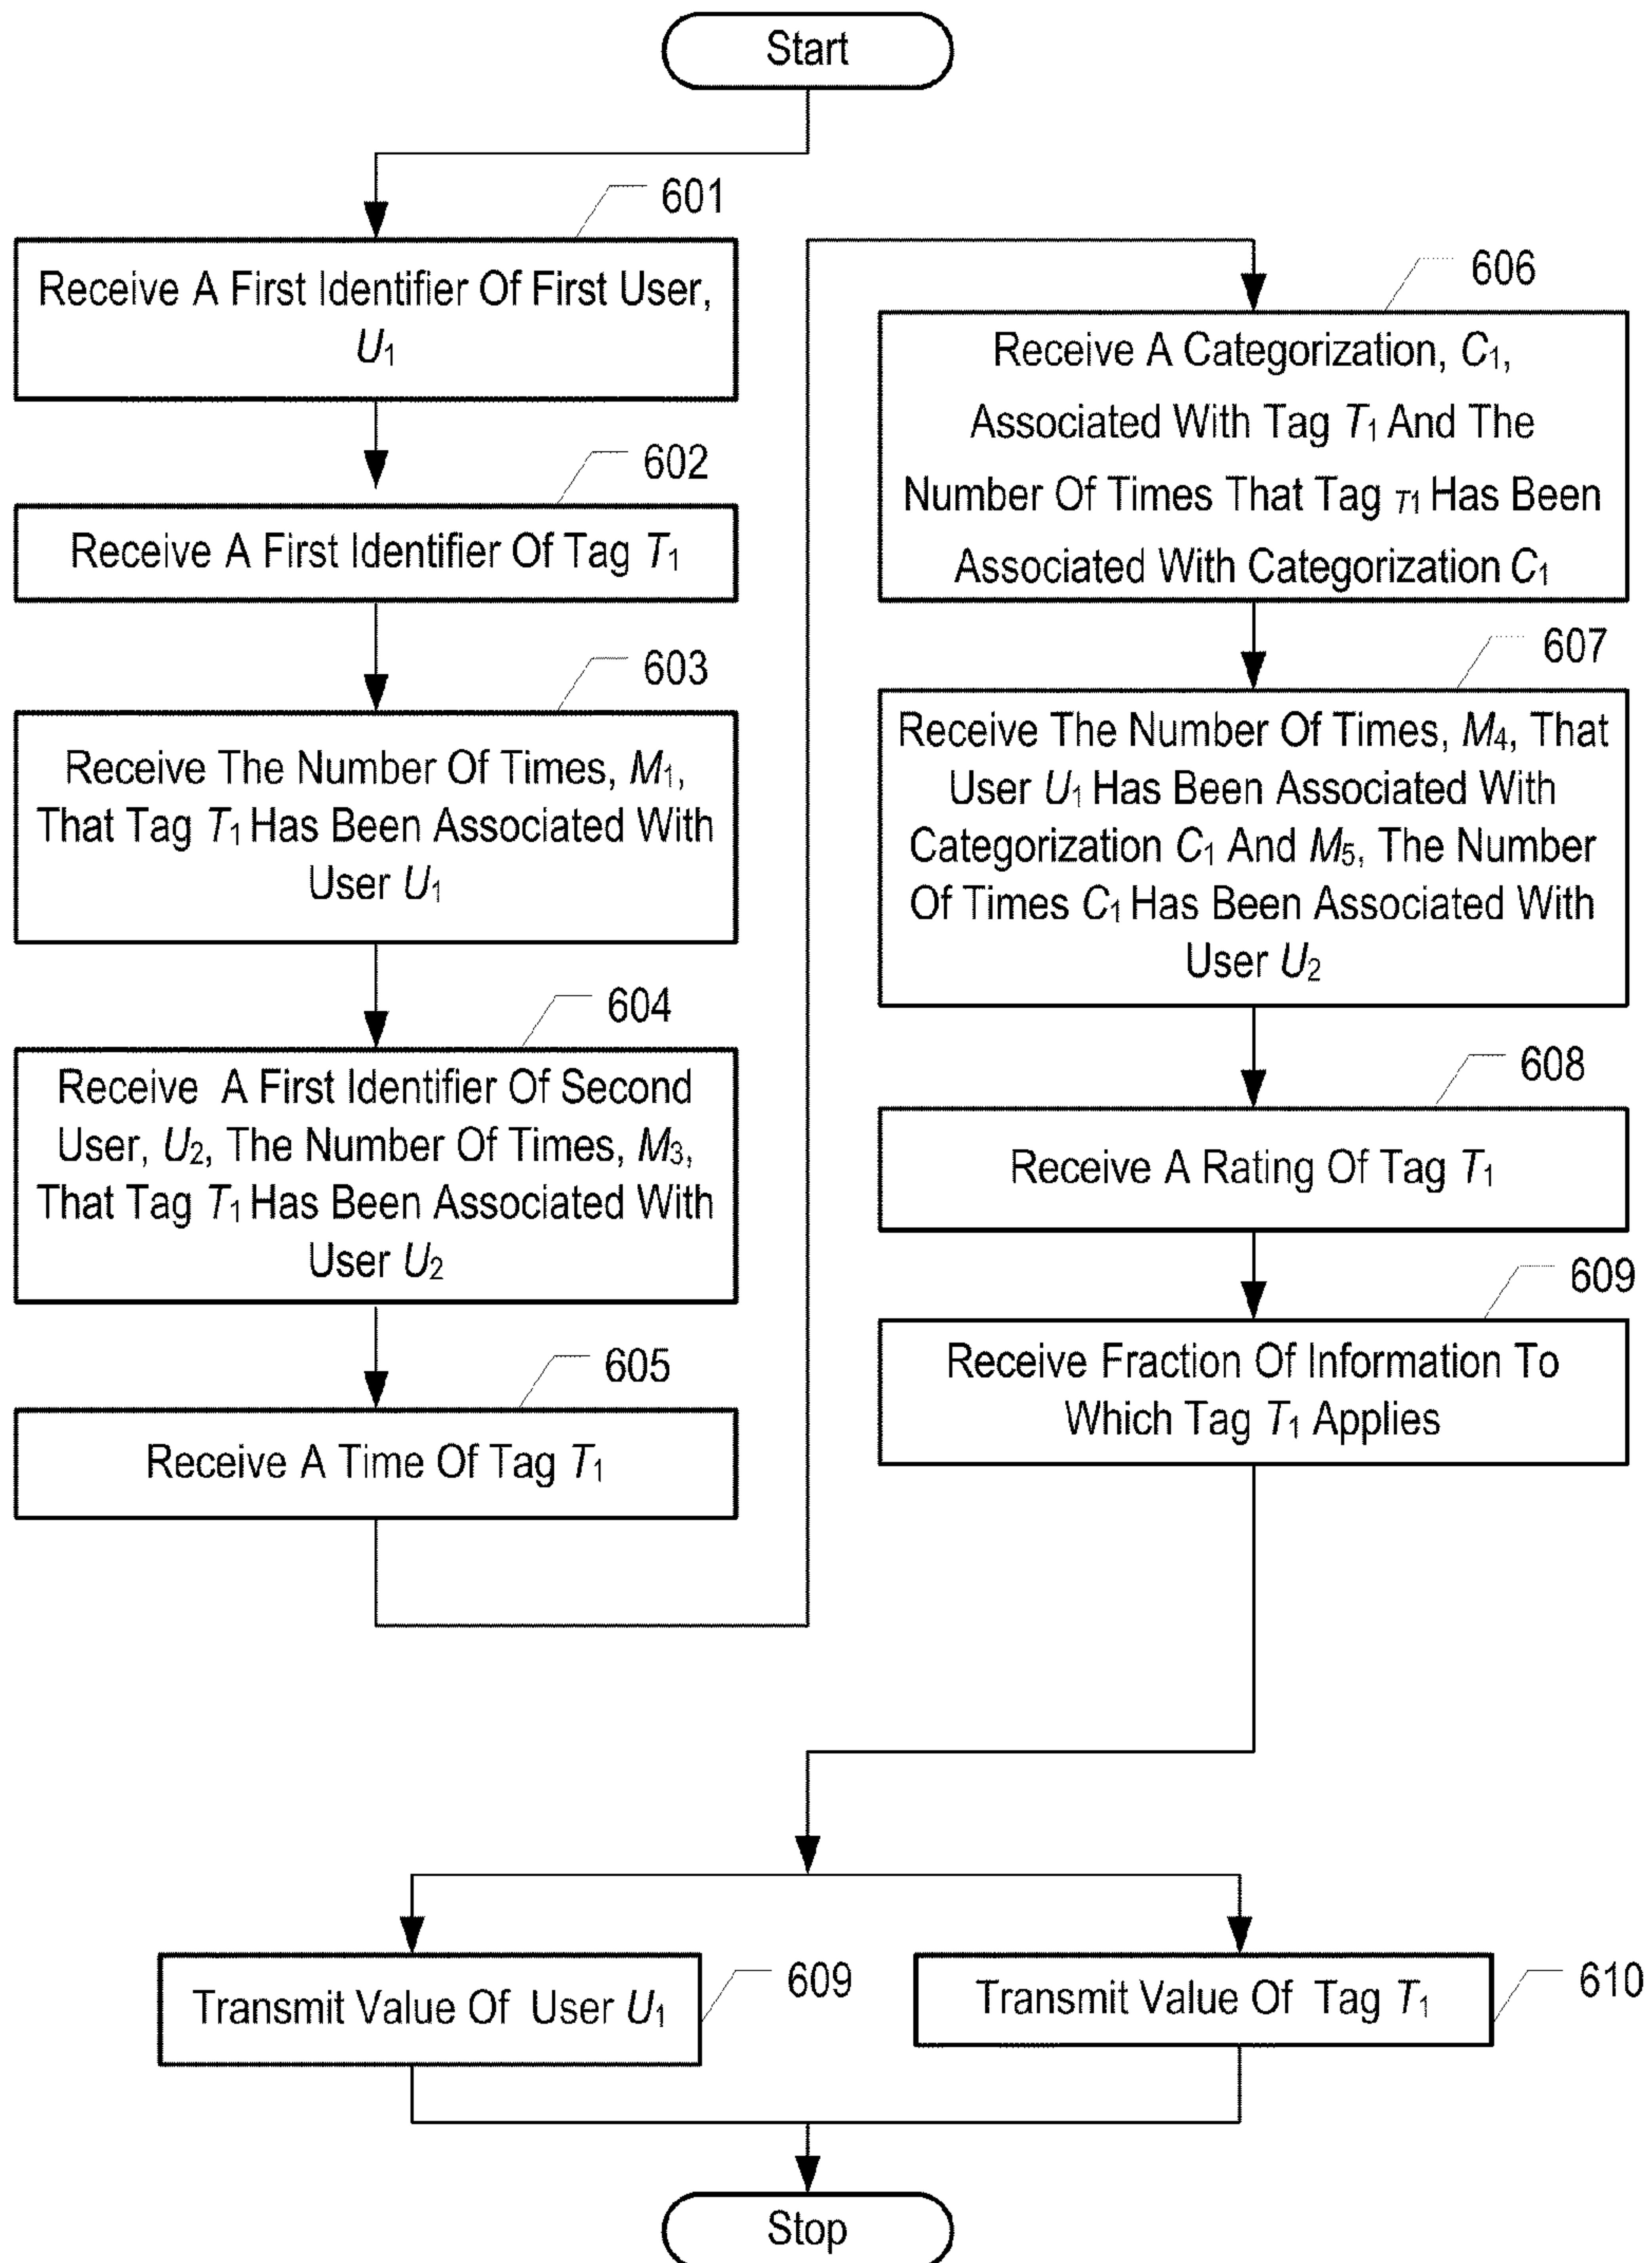 Start
601
Receive A First Identifier Of First User,
U1
602
Receive A First Identifier Of Tag T1
603
Receive The Number Of Times, M1,
That Tag T1 Has Been Associated With
User U1
604
Receive A First Identifier Of Second
User, U2, The Number Of Times, M3,
That Tag T1 Has Been Associated With
User U2
605
Receive A Time Of Tag T1
606
Receive A Categorization, C1,
Associated With Tag T1 And The
Number Of Times That Tag T1 Has Been
Associated With Categorization C1
607
Receive The Number Of Times, M4, That
User U1 Has Been Associated With
Categorization C1 And M5, The Number
Of Times C1 Has Been Associated With
User U2
608
Receive A Rating Of Tag T1
609
Receive Fraction Of Information To
Which Tag T1 Applies
Transmit Value Of User U1
609
Transmit Value Of Tag T1
610
Stop